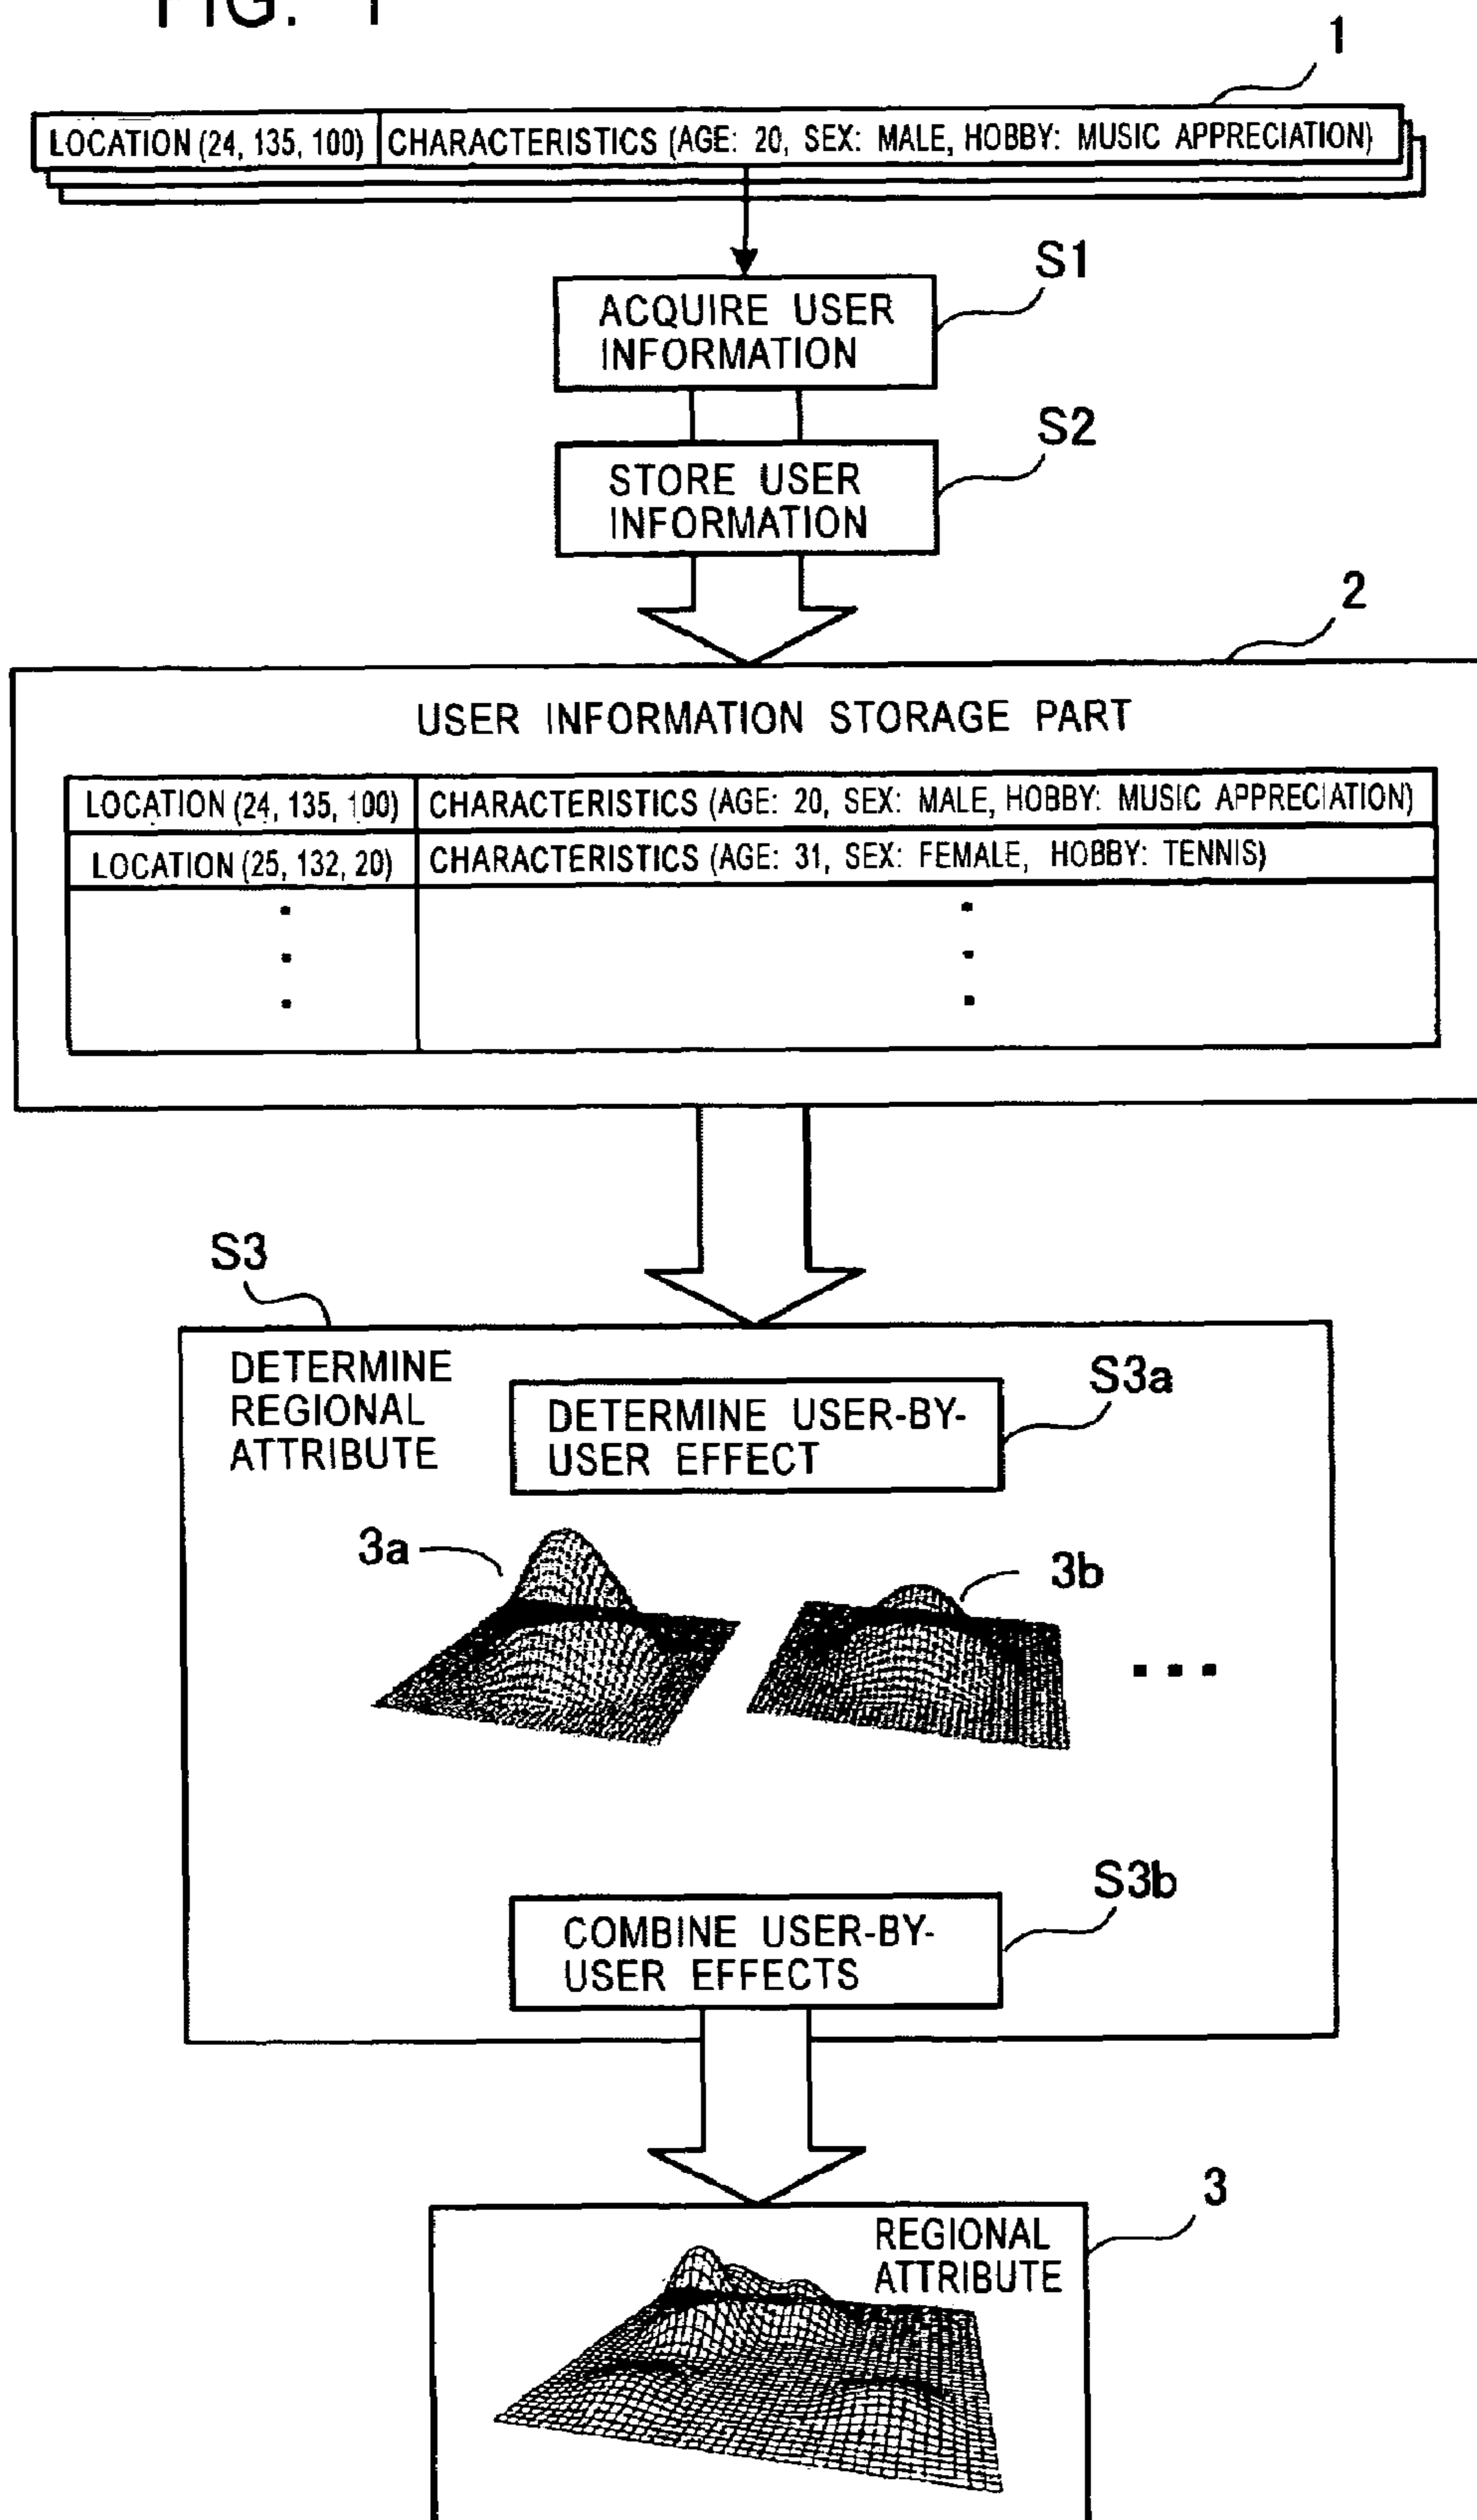 FIG. 1
1
LOCATION (24, 135, 100) CHARACTERISTICS (AGE: 20, SEX: MALE, HOBBY: MUSIC APPRECIATION)
S1
ACQUIRE USER
INFORMATION
S2
STORE USER
INFORMATION
2
USER INFORMATION STORAGE PART
LOCATION (24, 135, 100) CHARACTERISTICS (AGE: 20, SEX: MALE, HOBBY: MUSIC APPRECIATION)
LOCATION (25, 132, 20) CHARACTERISTICS (AGE: 31, SEX: FEMALE, HOBBY: TENNIS)
S3
DETERMINE
REGIONAL
ATTRIBUTE
S3a
DETERMINE USER-BY-
USER EFFECT
3a
3b
S3b
COMBINE USER-BY-
USER EFFECTS
3
REGIONAL
ATTRIBUTE